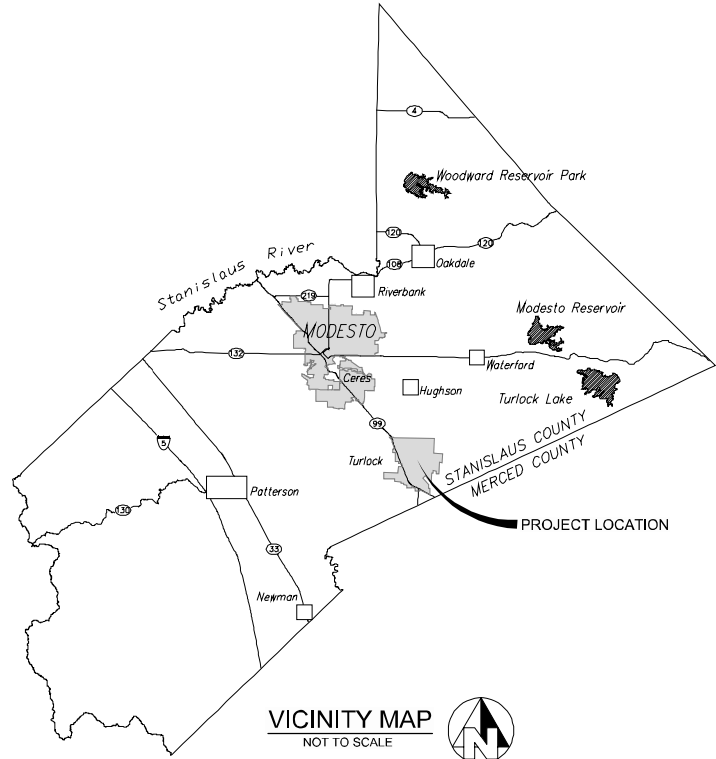 4
Woodward Reservoir Park
120
120
Oakdale
108
Stanislaus River
Riverbank
219
Modesto Reservoir
MODESTO
132
Waterford
Ceres
Hughson
Turlock Lake
99
STANISLAUS COUNTY
MERCED COUNTY
5
Turlock
Patterson
130
PROJECT LOCATION
33
Newman
VICINITY MAP
NOT TO SCALE
N